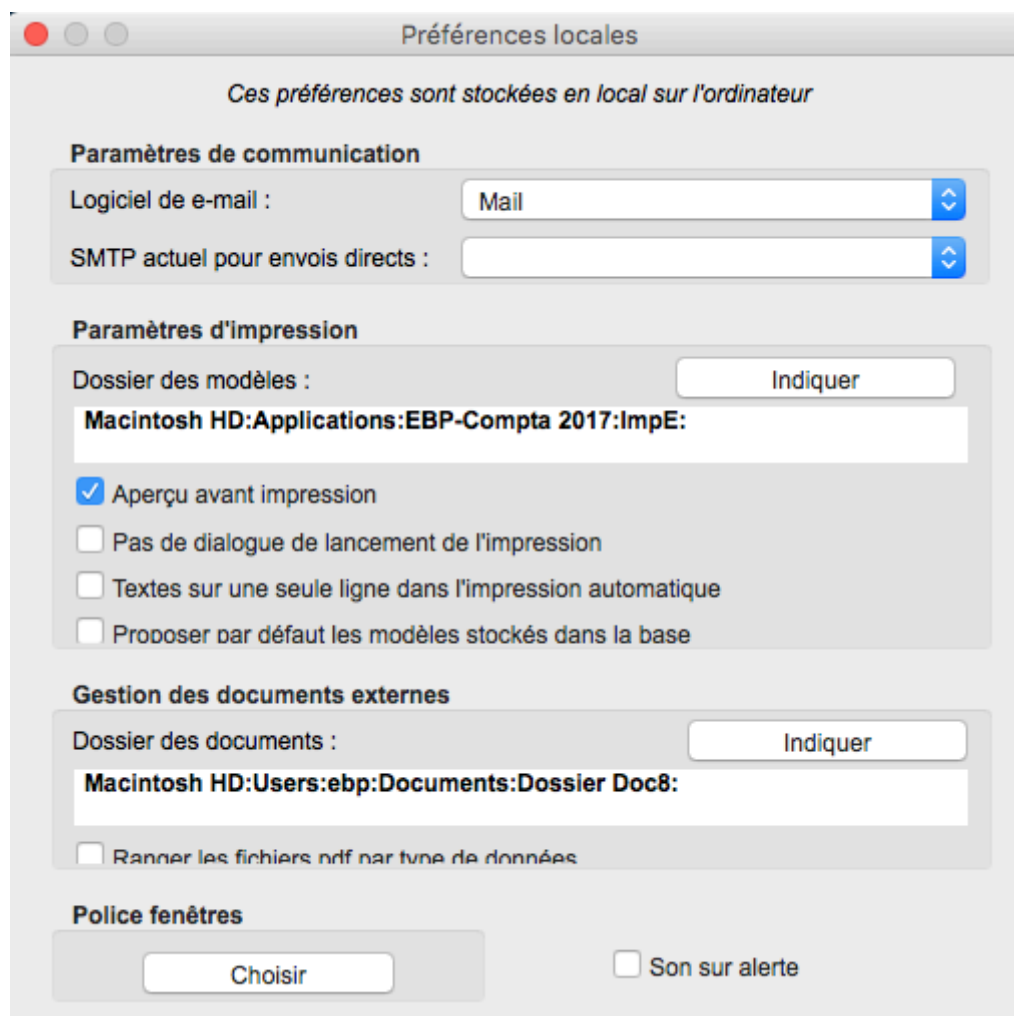 Préférences locales
Ces préférences sont stockées en local sur l'ordinateur
Paramètres de communication
Logiciel de e-mail : Mail
SMTP actuel pour envois directs :
Paramètres d'impression
Dossier des modèles : Indiquer
Macintosh HD:Applications:EBP-Compta 2017:ImpE:
Aperçu avant impression
Pas de dialogue de lancement de l'impression
Textes sur une seule ligne dans l'impression automatique
Proposer par défaut les modèles stockés dans la base
Gestion des documents externes
Dossier des documents : Indiquer
Macintosh HD:Users:ebp:Documents:Dossier Doc8:
Ranger les fichiers pdf par type de données
Police fenêtres
Choisir Son sur alerte